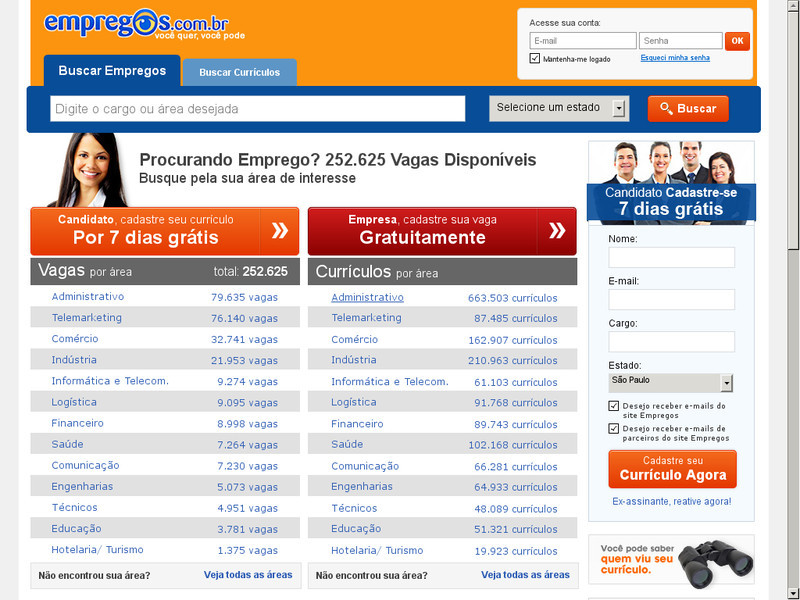 empregos.com.br
você quer, você pode
Acesse sua conta:
E-mail
Senha
OK
Mantenha-me logado
Esqueci minha senha
Buscar Empregos
Buscar Currículos
Digite o cargo ou área desejada
Selecione um estado
Buscar
Procurando Emprego? 252.625 Vagas Disponíveis
Busque pela sua área de interesse
Candidato, cadastre seu currículo
Por 7 dias grátis
»
Empresa, cadastre sua vaga
Gratuitamente
»
Vagas por área total: 252.625
Administrativo 79.635 vagas
Telemarketing 76.140 vagas
Comércio 32.741 vagas
Indústria 21.953 vagas
Informática e Telecom. 9.274 vagas
Logística 9.095 vagas
Financeiro 8.998 vagas
Saúde 7.264 vagas
Comunicação 7.230 vagas
Engenharias 5.073 vagas
Técnicos 4.951 vagas
Educação 3.781 vagas
Hotelaria/ Turismo 1.375 vagas
Não encontrou sua área? Veja todas as áreas
Currículos por área
Administrativo 663.503 currículos
Telemarketing 87.485 currículos
Comércio 162.907 currículos
Indústria 210.963 currículos
Informática e Telecom. 61.103 currículos
Logística 91.768 currículos
Financeiro 89.743 currículos
Saúde 102.168 currículos
Comunicação 66.281 currículos
Engenharias 64.933 currículos
Técnicos 48.089 currículos
Educação 51.321 currículos
Hotelaria/ Turismo 19.923 currículos
Não encontrou sua área? Veja todas as áreas
Candidato Cadastre-se
7 dias grátis
Nome:
E-mail:
Cargo:
Estado:
São Paulo
Desejo receber e-mails do
site Empregos
Desejo receber e-mails de
parceiros do site Empregos
Cadastre seu
Currículo Agora
Ex-assinante, reative agora!
Você pode saber
quem viu seu
currículo.